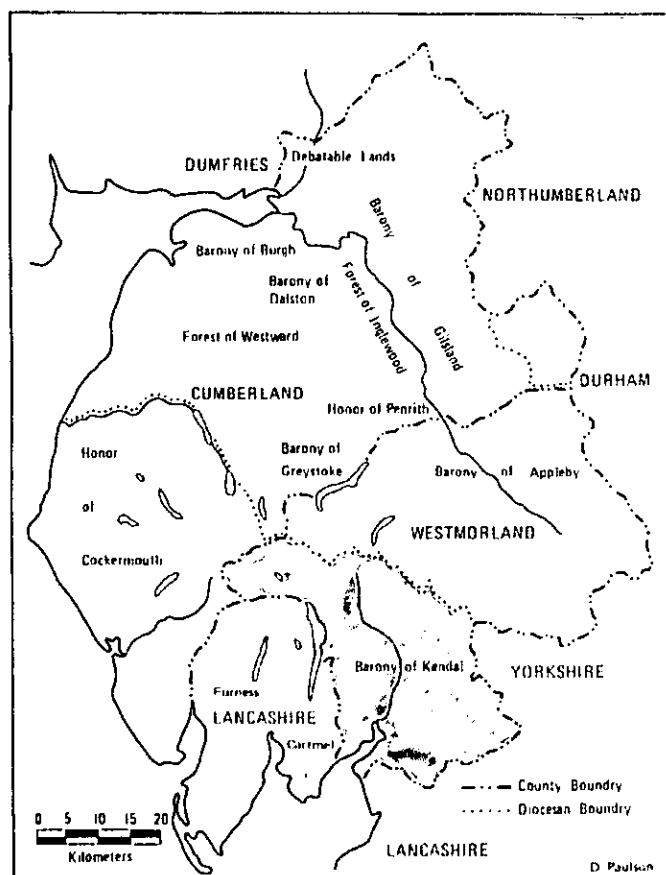 DUMFRIES
Debatable Lands
NORTHUMBERLAND
Barony of Gilsland
Barony of Burgh
Barony of
Dalston
Forest of Inglewood
Forest of Westward
DURHAM
CUMBERLAND
Honor of Penrith
Honor
of
Cockermouth
Barony of
Greystoke
Barony of Appleby
WESTMORLAND
Barony of Kendal
YORKSHIRE
Furness
LANCASHIRE
Cartmel
County Boundry
Diocesan Boundry
0 5 10 15 20
Kilometers
LANCASHIRE
D Paulson